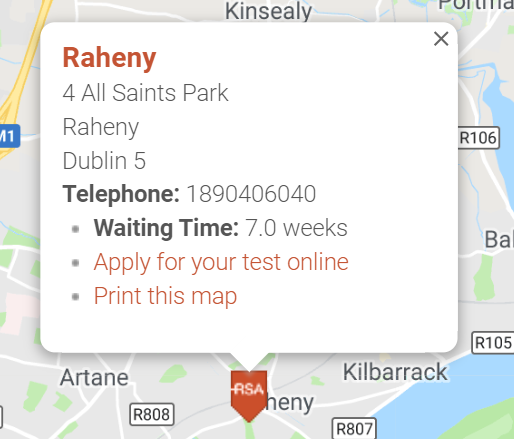 Kinsealy
Portma
Raheny
4 All Saints Park
Raheny
Dublin 5
Telephone: 1890406040
Waiting Time: 7.0 weeks
Apply for your test online
Print this map
M1
R106
Bal
R105
Artane
Kilbarrack
RSA
heny
R808
R807